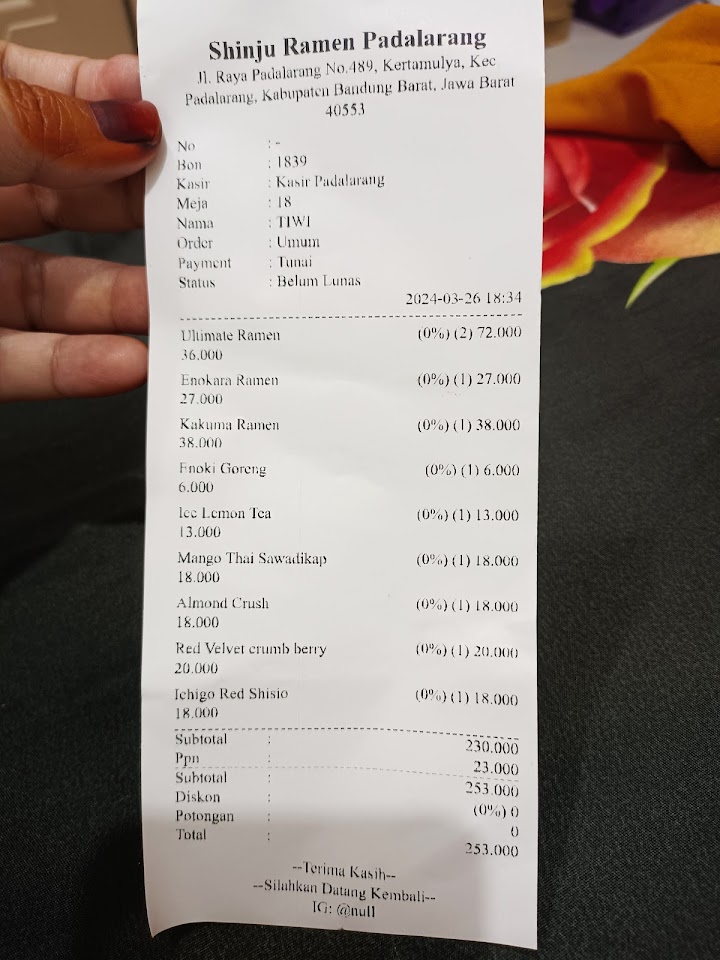 Shinju Ramen Padalarang
Jl. Raya Padalarang No.489, Kertamulya, Kec
Padalarang, Kabupaten Bandung Barat, Jawa Barat
40553
No : -
Bon : 1839
Kasir : Kasir Padalarang
Meja : 18
Nama : TIWI
Order : Umum
Payment : Tunai
Status : Belum Lunas
2024-03-26 18:34
Ultimate Ramen (0%) (2) 72.000
36.000
Enokara Ramen (0%) (1) 27.000
27.000
Kakuma Ramen (0%) (1) 38.000
38.000
Enoki Goreng (0%) (1) 6.000
6.000
Ice Lemon Tea (0%) (1) 13.000
13.000
Mango Thai Sawadikap (0%) (1) 18.000
18.000
Almond Crush (0%) (1) 18.000
18.000
Red Velvet crumb berry (0%) (1) 20.000
20.000
Ichigo Red Shisio (0%) (1) 18.000
18.000
Subtotal : 230.000
Ppn : 23.000
Subtotal : 253.000
Diskon : (0%) 0
Potongan : 0
Total : 253.000
--Terima Kasih--
--Silahkan Datang Kembali--
IG: @null